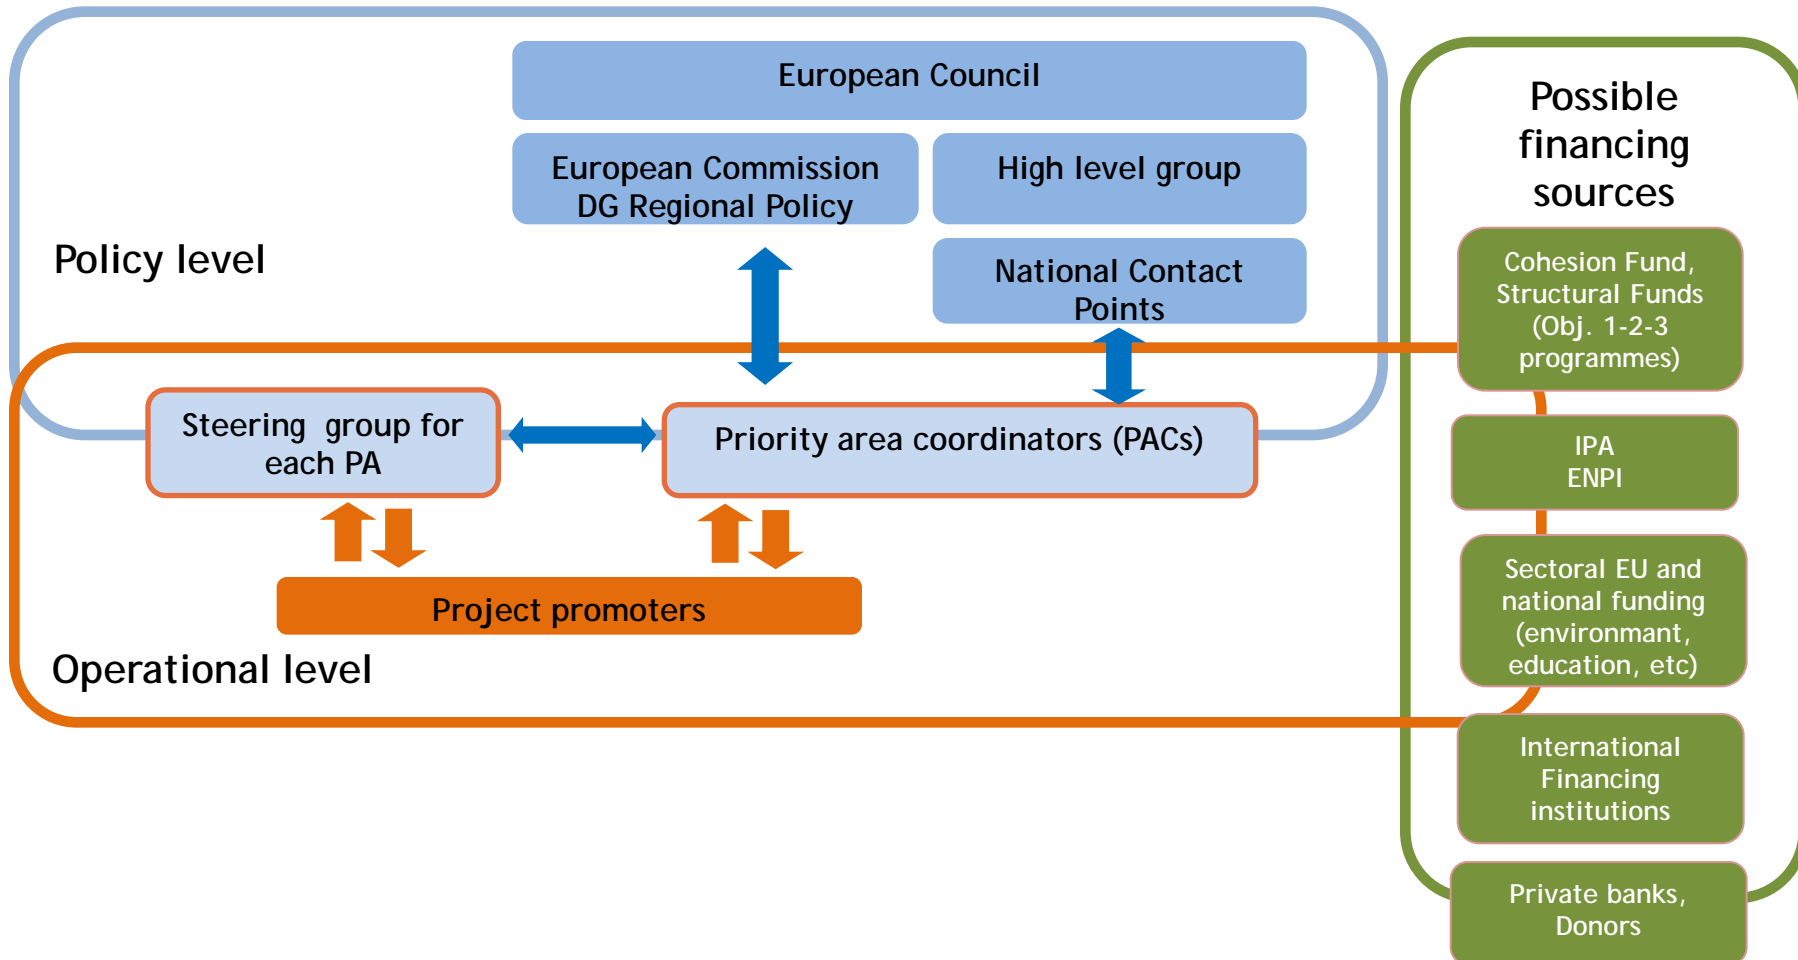 European Council
European Commission
DG Regional Policy
High level group
National Contact
Points
Policy level
Steering group for
each PA
Priority area coordinators (PACs)
Project promoters
Operational level
Possible
financing
sources
Cohesion Fund,
Structural Funds
(Obj. 1-2-3
programmes)
IPA
ENPI
Sectoral EU and
national funding
(environmant,
education, etc)
International
Financing
institutions
Private banks,
Donors